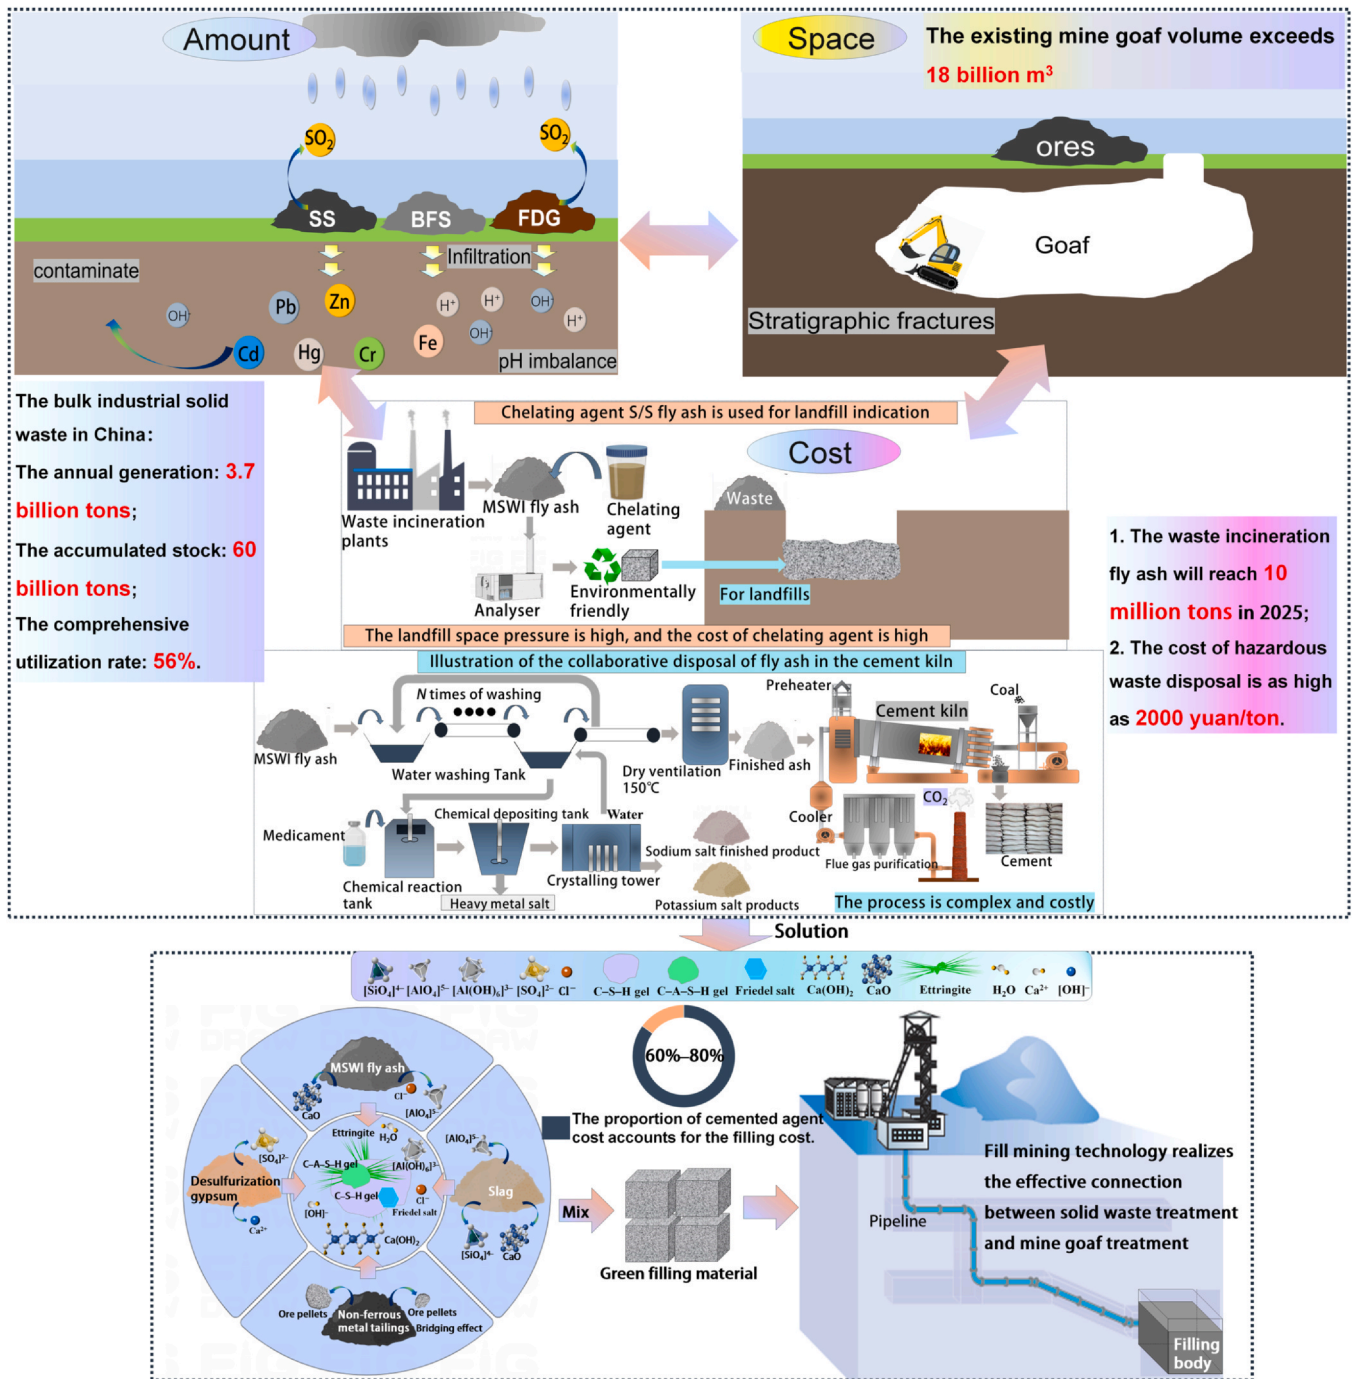 Amount
SO2
SO2
SS
BFS
FDG
Infiltration
contaminate
OH-
Pb
Zn
H+
H+
OH-
H+
Fe
OH-
Cd
Hg
Cr
pH imbalance
Space
The existing mine goaf volume exceeds
18 billion m³
ores
Goaf
Stratigraphic fractures
The bulk industrial solid
waste in China:
The annual generation: 3.7
billion tons;
The accumulated stock: 60
billion tons;
The comprehensive
utilization rate: 56%.
Chelating agent S/S fly ash is used for landfill indication
Cost
Waste incineration
plants
MSWI fly ash
Chelating
agent
Analyser
Environmentally
friendly
Waste
For landfills
The landfill space pressure is high, and the cost of chelating agent is high
1. The waste incineration
fly ash will reach 10
million tons in 2025;
2. The cost of hazardous
waste disposal is as high
as 2000 yuan/ton.
Illustration of the collaborative disposal of fly ash in the cement kiln
N times of washing
MSWI fly ash
Water washing Tank
Dry ventilation
150℃
Finished ash
Preheater
Cement kiln
Coal
Cooler
CO2
Flue gas purification
Cement
Medicament
Chemical reaction
tank
Chemical depositing tank
Heavy metal salt
Water
Crystalling tower
Sodium salt finished product
Potassium salt products
The process is complex and costly
Solution
[SiO4]4−
[AlO4]5−
[Al(OH)6]3−
[SO4]2−
Cl−
C–S–H gel
C–A–S–H gel
Friedel salt
Ca(OH)2
CaO
Ettringite
H2O
Ca2+
[OH]−
MSWI fly ash
CaO
Cl−
[AlO4]5−
Desulfurization
gypsum
[SO4]2−
Ca2+
Ettringite
H2O
C–A–S–H gel
[Al(OH)6]3−
C–S–H gel
Cl−
Friedel salt
[OH]−
Ca(OH)2
[AlO4]5−
Slag
[SiO4]4−
CaO
Ore pellets
Non-ferrous
metal tailings
Ore pellets
Bridging effect
60%–80%
The proportion of cemented agent
cost accounts for the filling cost.
Mix
Green filling material
Pipeline
Fill mining technology realizes
the effective connection
between solid waste treatment
and mine goaf treatment
Filling
body